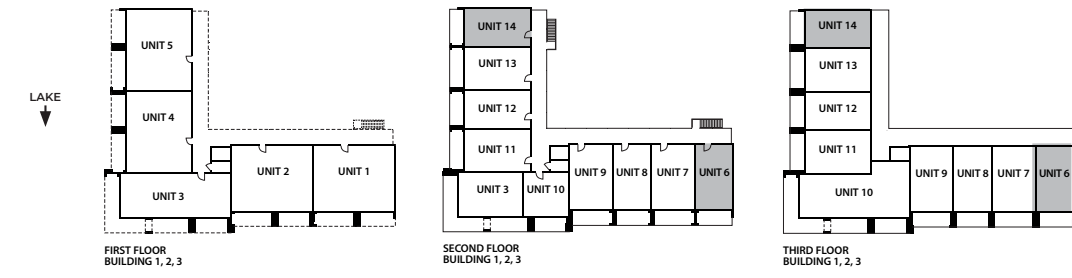 LAKE
UNIT 5
UNIT 4
UNIT 3
UNIT 2
UNIT 1
FIRST FLOOR
BUILDING 1, 2, 3
UNIT 14
UNIT 13
UNIT 12
UNIT 11
UNIT 3
UNIT 10
UNIT 9
UNIT 8
UNIT 7
UNIT 6
SECOND FLOOR
BUILDING 1, 2, 3
UNIT 14
UNIT 13
UNIT 12
UNIT 11
UNIT 10
UNIT 9
UNIT 8
UNIT 7
UNIT 6
THIRD FLOOR
BUILDING 1, 2, 3